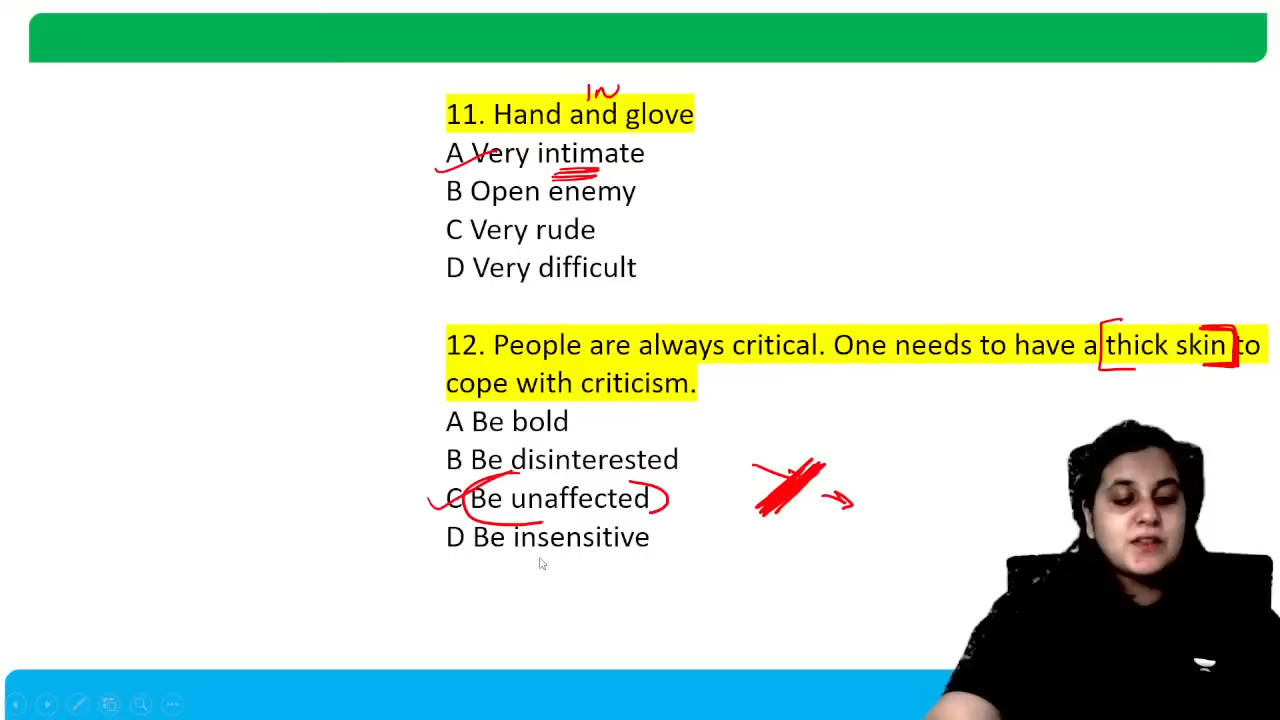 IN
11. Hand and glove
A Very intimate
B Open enemy
C Very rude
D Very difficult
12. People are always critical. One needs to have a thick skin to
cope with criticism.
A Be bold
B Be disinterested
C Be unaffected
D Be insensitive